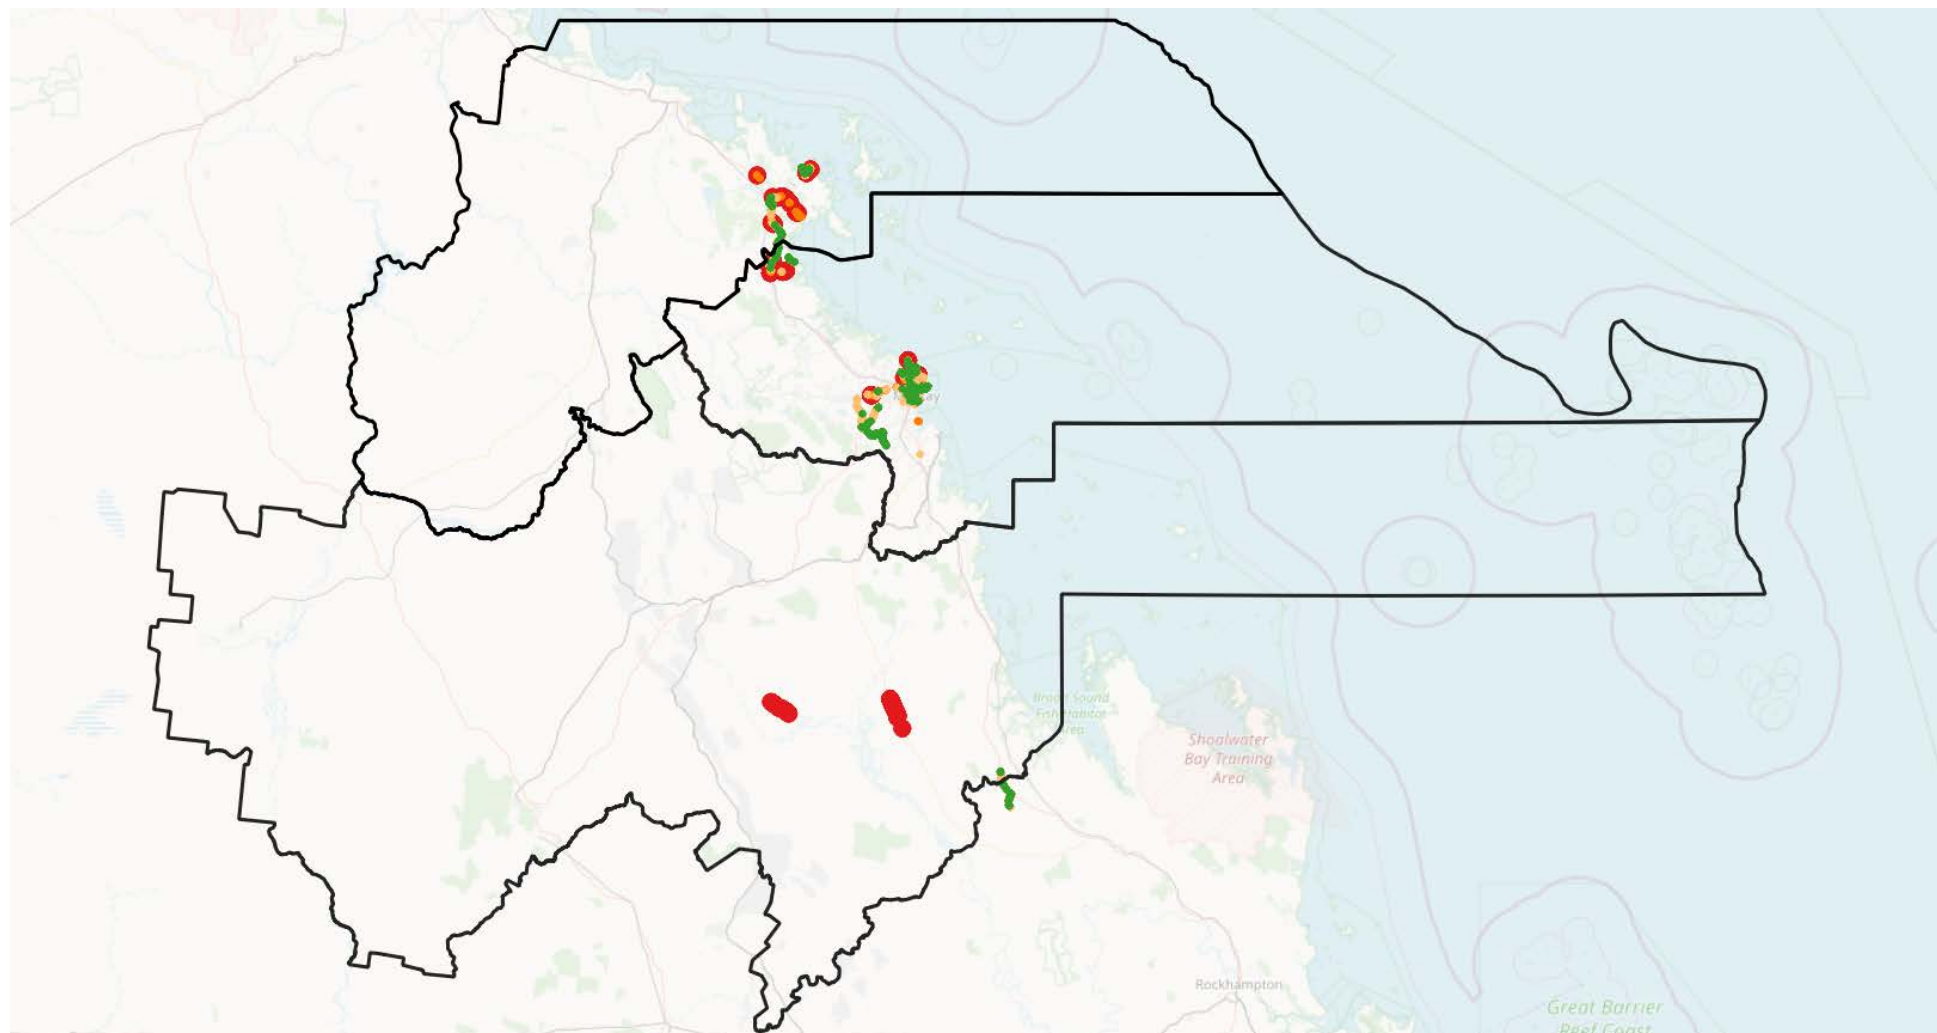 Broad Sound
Fish Habitat
Area
Shoalwater
Bay Training
Area
Rockhampton
Great Barrier
Reef Coast